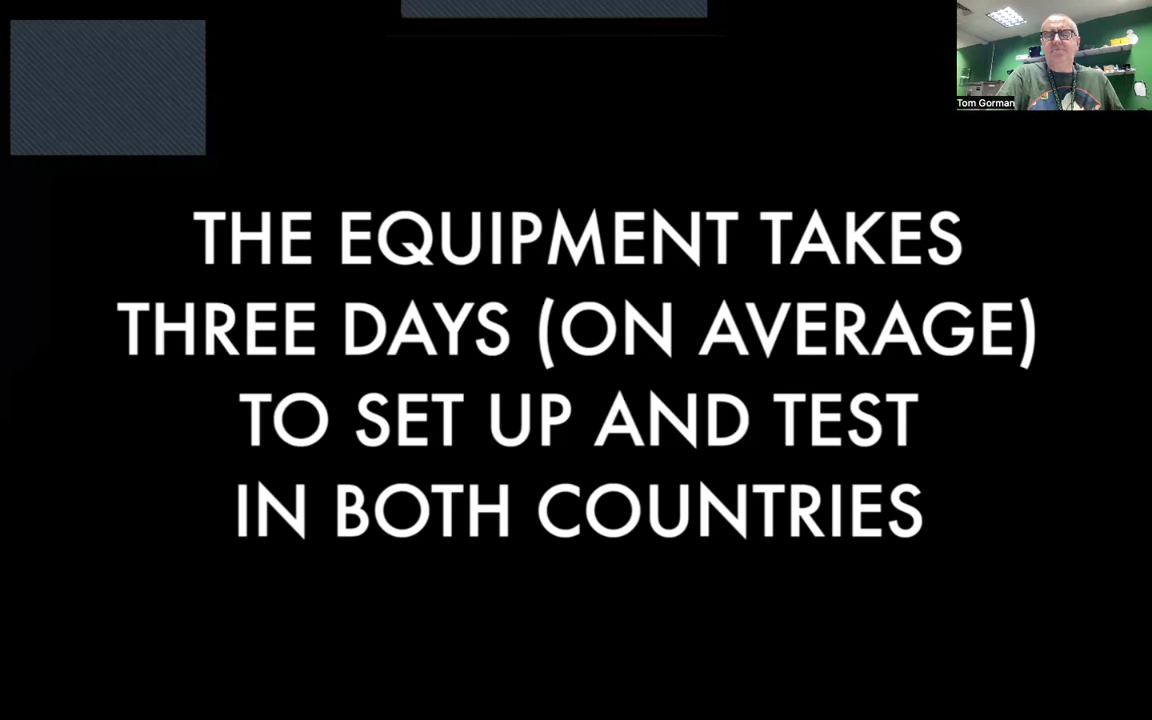 Tom Gorman
THE EQUIPMENT TAKES
THREE DAYS (ON AVERAGE)
TO SET UP AND TEST
IN BOTH COUNTRIES